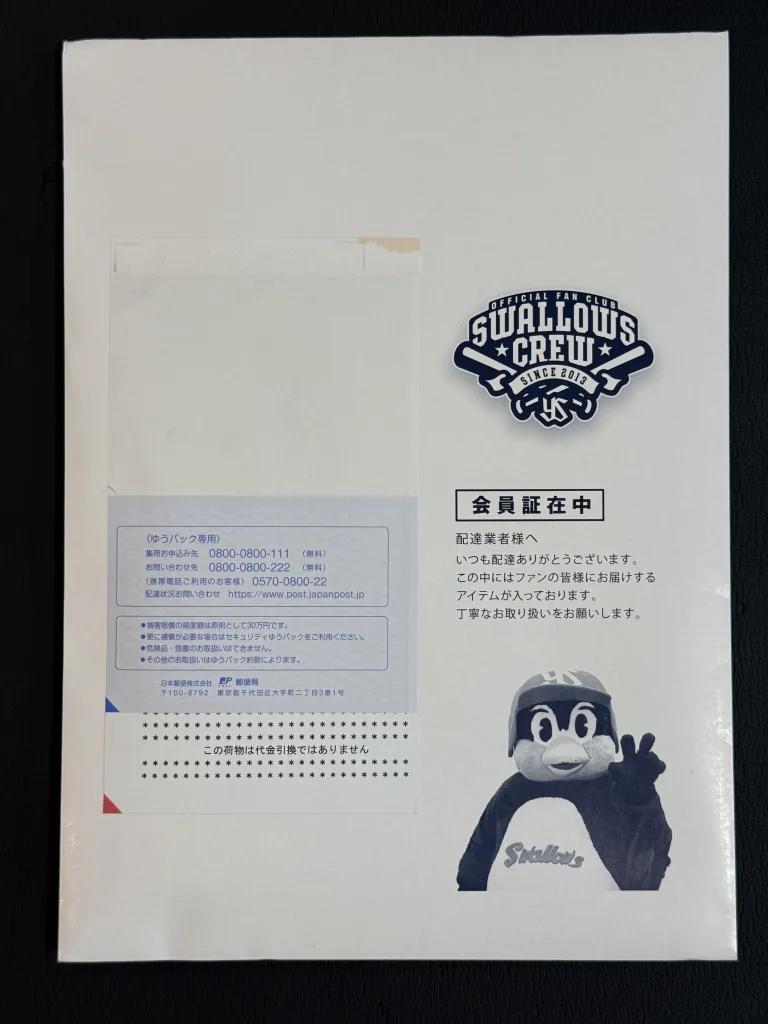 〈ゆうパック専用〉
集荷お申込み先 0800-0800-111 (無料)
お問い合わせ先 0800-0800-222 (無料)
(携帯電話ご利用のお客様) 0570-0800-22
配達状況お問い合わせ https://www.post.japanpost.jp
●損害賠償の限度額は原則として30万円です。
●更に補償が必要な場合はセキュリティゆうパックをご利用ください。
●危険品・信書のお取扱いはできません。
●その他のお取扱いはゆうパック約款によります。
日本郵便株式会社 JP POST 郵便局
〒100-8792 東京都千代田区大手町二丁目3番1号
この荷物は代金引換ではありません
OFFICIAL FAN CLUB
SWALLOWS
CREW
SINCE 2013
YS
会員証在中
配達業者様へ
いつも配達ありがとうございます。
この中にはファンの皆様にお届けする
アイテムが入っております。
丁寧なお取り扱いをお願いします。
YS
Swallows